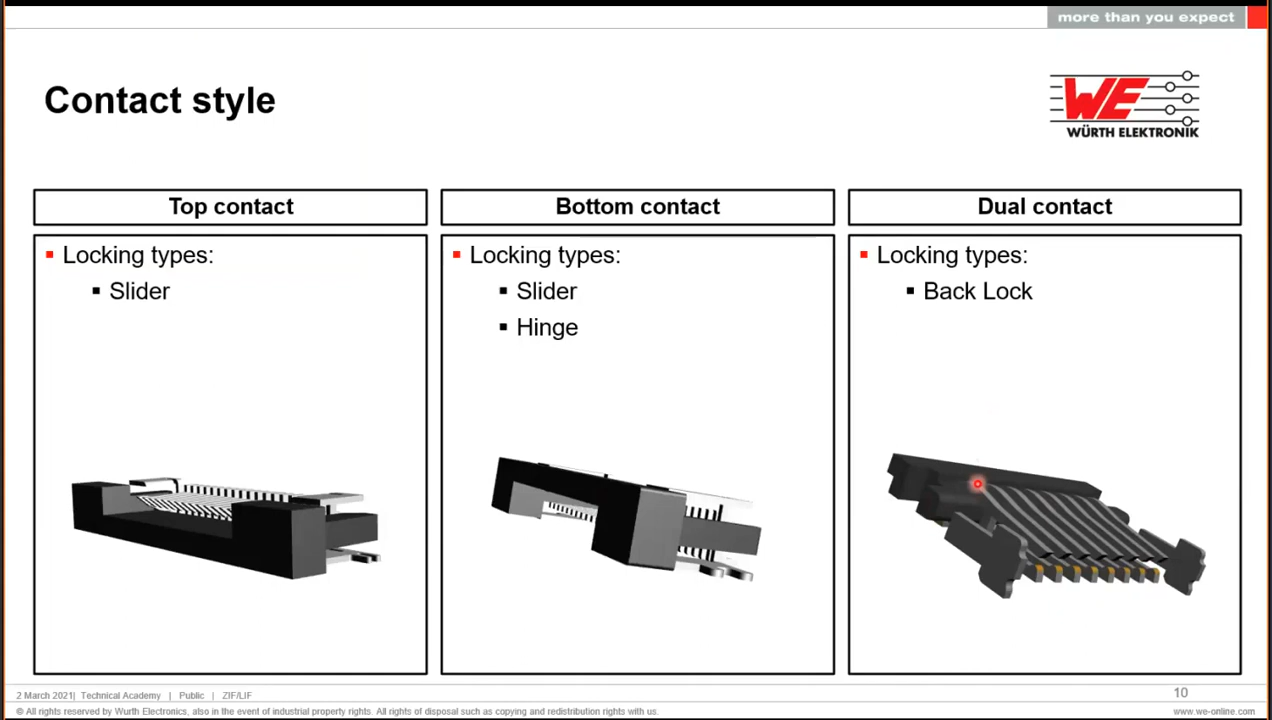 more than you expect
Contact style
WE
WÜRTH ELEKTRONIK
Top contact
Locking types:
Slider
Bottom contact
Locking types:
Slider
Hinge
Dual contact
Locking types:
Back Lock
2 March 2021| Technical Academy | Public | ZIF/LIF
10
© All rights reserved by Wurth Electronics, also in the event of industrial property rights. All rights of disposal such as copying and redistribution rights with us.
www.we-online.com